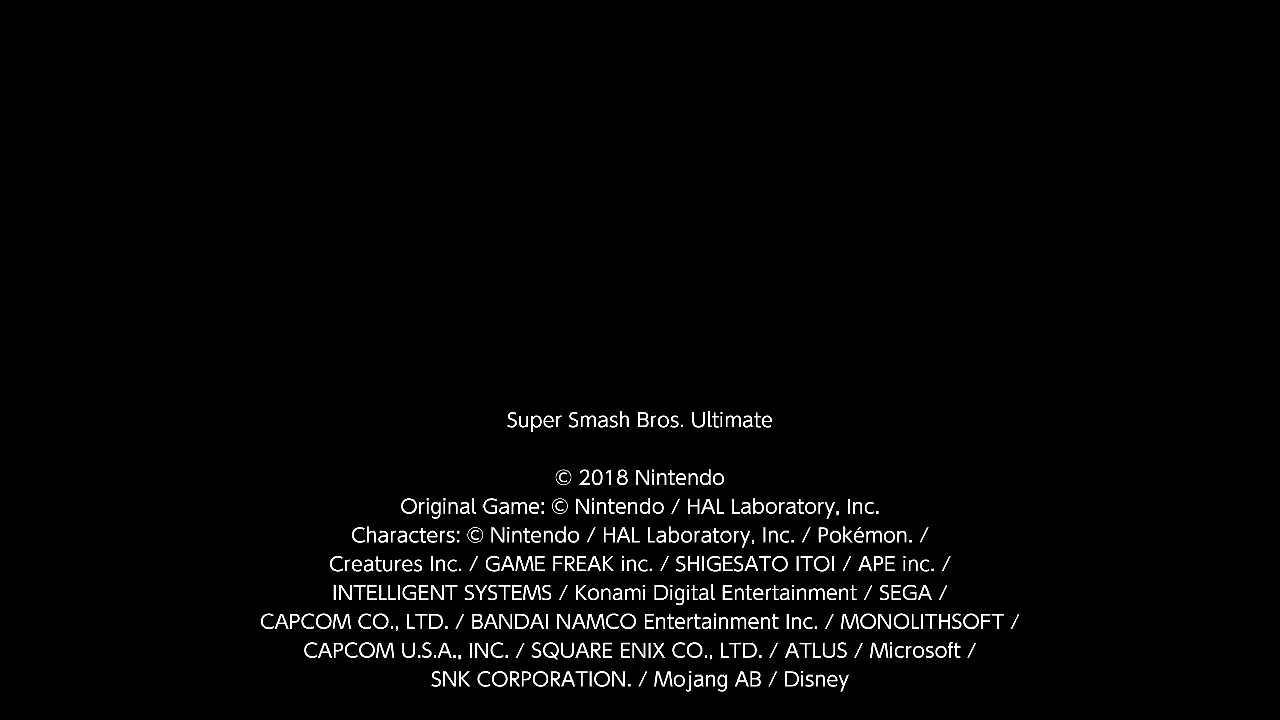 Super Smash Bros. Ultimate
© 2018 Nintendo
Original Game: © Nintendo / HAL Laboratory, Inc.
Characters: © Nintendo / HAL Laboratory, Inc. / Pokémon. /
Creatures Inc. / GAME FREAK inc. / SHIGESATO ITOI / APE inc. /
INTELLIGENT SYSTEMS / Konami Digital Entertainment / SEGA /
CAPCOM CO., LTD. / BANDAI NAMCO Entertainment Inc. / MONOLITHSOFT /
CAPCOM U.S.A., INC. / SQUARE ENIX CO., LTD. / ATLUS / Microsoft /
SNK CORPORATION. / Mojang AB / Disney